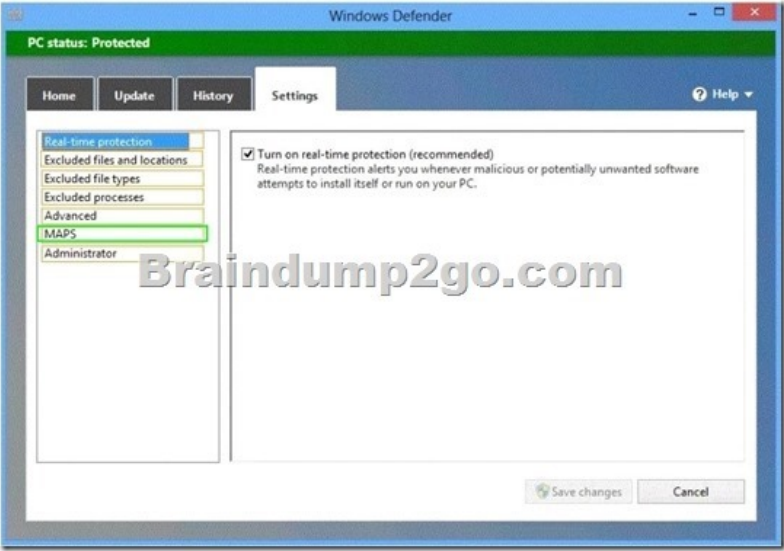 Windows Defender
PC status: Protected
Home
Update
History
Settings
Help
Real-time protection
Excluded files and locations
Excluded file types
Excluded processes
Advanced
MAPS
Administrator
Turn on real-time protection (recommended)
Real-time protection alerts you whenever malicious or potentially unwanted software
attempts to install itself or run on your PC.
Braindump2go.com
Save changes
Cancel